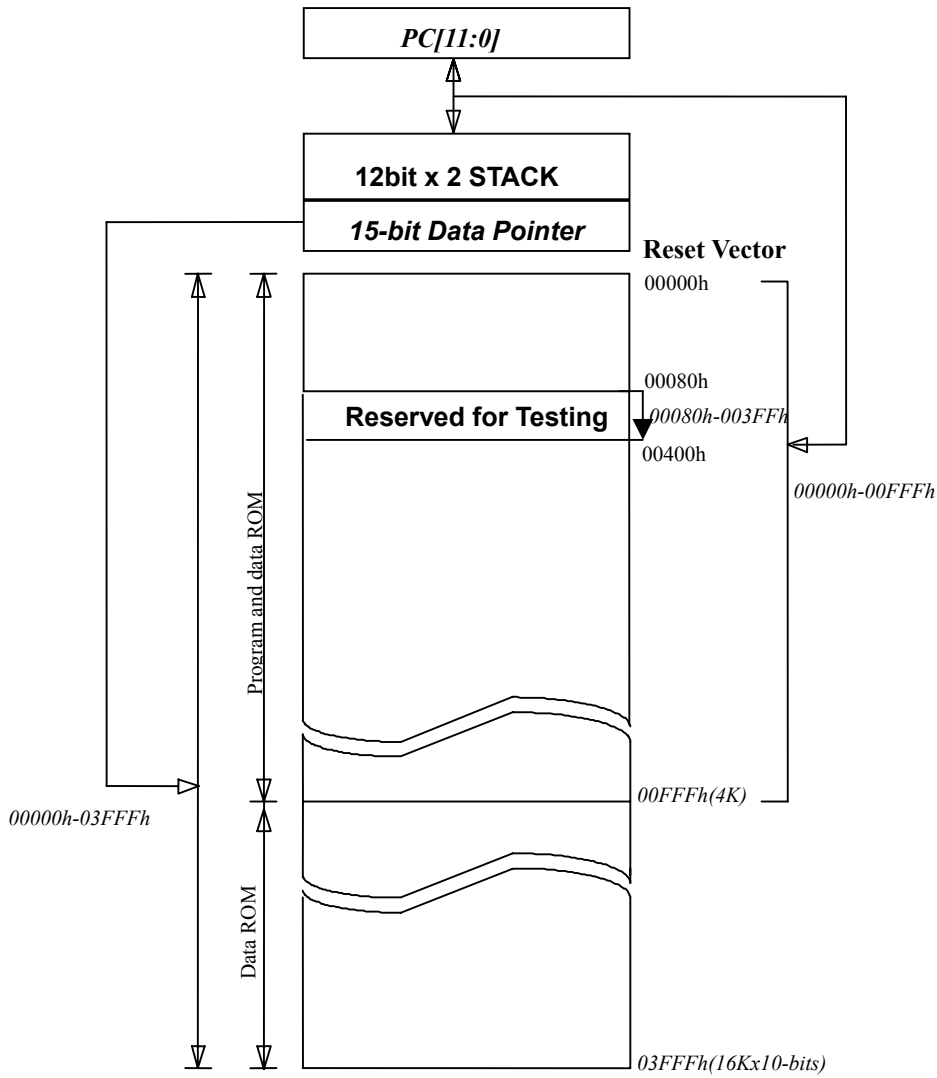 PC[11:0]
12bit x 2 STACK
15-bit Data Pointer
Reset Vector
00000h
00080h
Reserved for Testing
00080h-003FFh
00400h
00000h-00FFFh
Program and data ROM
00FFFh(4K)
00000h-03FFFh
Data ROM
03FFFh(16Kx10-bits)